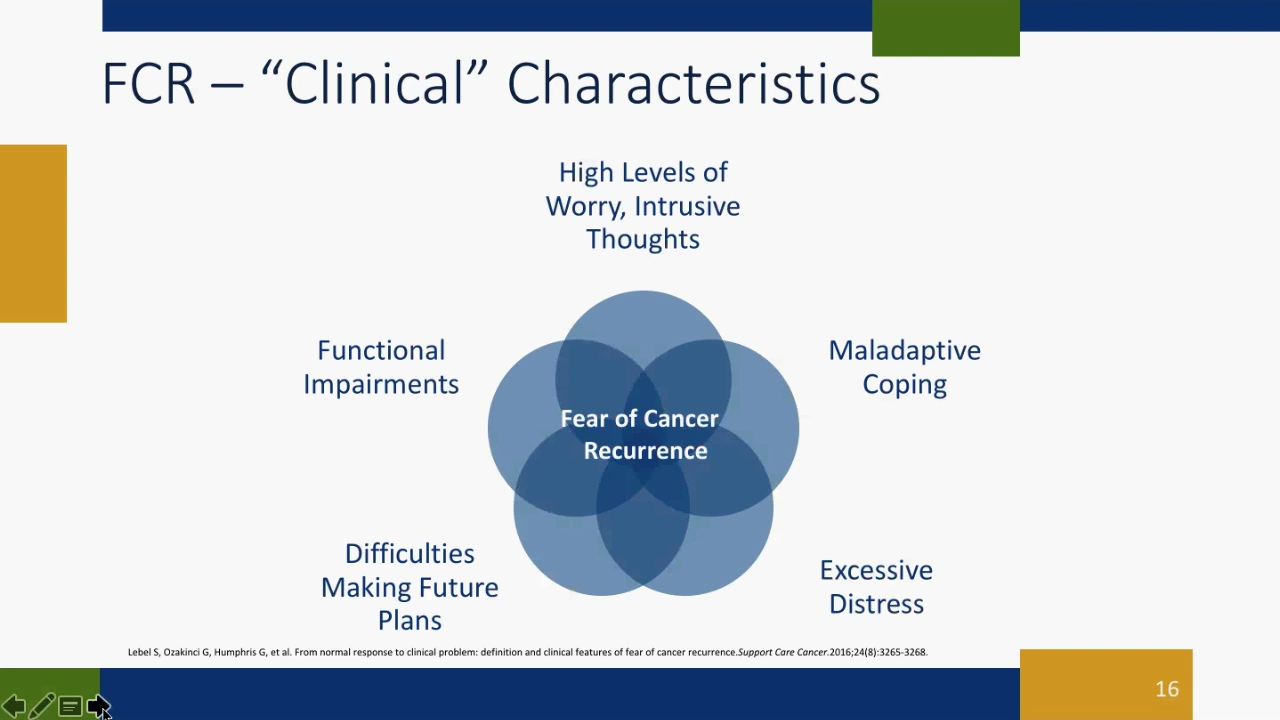 FCR – “Clinical” Characteristics
High Levels of
Worry, Intrusive
Thoughts
Functional
Impairments
Maladaptive
Coping
Fear of Cancer
Recurrence
Difficulties
Making Future
Plans
Excessive
Distress
Lebel S, Ozakinci G, Humphris G, et al. From normal response to clinical problem: definition and clinical features of fear of cancer recurrence.Support Care Cancer.2016;24(8):3265-3268.
16